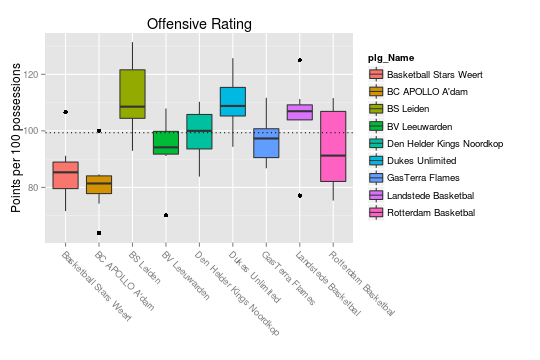 Offensive Rating
Points per 100 possessions
120
100
80
Basketball Stars Weert
BC APOLLO A'dam
BS Leiden
BV Leeuwarden
Den Helder Kings Noordkop
Dukes Unlimited
GasTerra Flames
Landstede Basketbal
Rotterdam Basketbal
plg_Name
Basketball Stars Weert
BC APOLLO A'dam
BS Leiden
BV Leeuwarden
Den Helder Kings Noordkop
Dukes Unlimited
GasTerra Flames
Landstede Basketbal
Rotterdam Basketbal